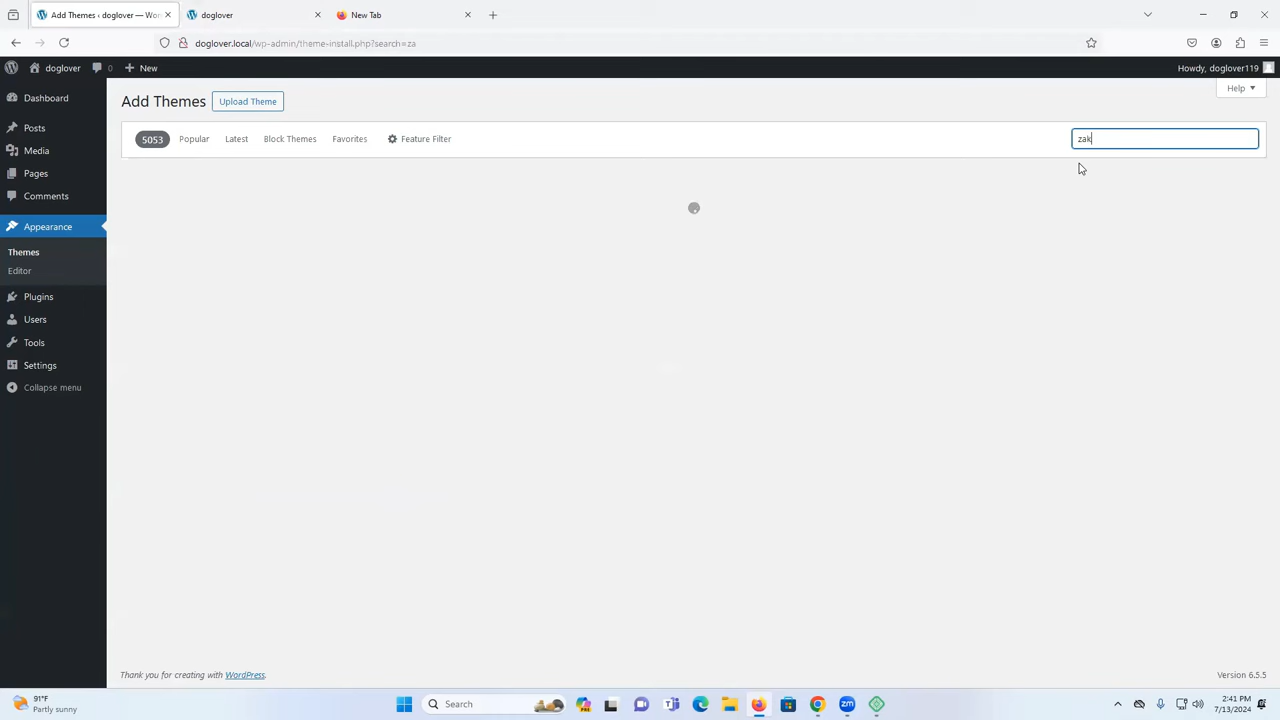 Add Themes ‹ doglover — Wor
doglover
New Tab
doglover.local/wp-admin/theme-install.php?search=za
doglover
0
New
Howdy, doglover119
Help
Dashboard
Posts
Media
Pages
Comments
Appearance
Themes
Editor
Plugins
Users
Tools
Settings
Collapse menu
Add Themes
Upload Theme
5053
Popular
Latest
Block Themes
Favorites
Feature Filter
zak
Thank you for creating with WordPress.
Version 6.5.5
91°F
Partly sunny
Search
zm
2:41 PM
7/13/2024